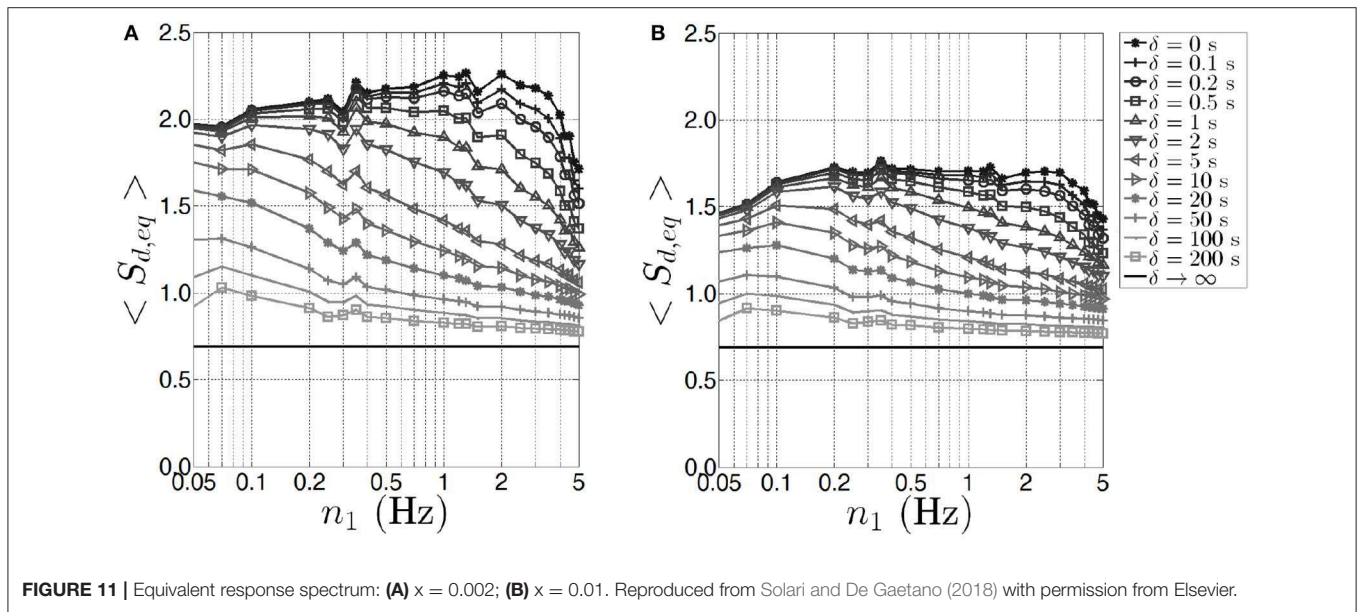 A
2.5
2.0
1.5
1.0
0.5
0.0
0.05
0.1
0.2
0.5
1
2
5
< S_{d,eq} >
n_1 (Hz)
B
2.5
2.0
1.5
1.0
0.5
0.0
0.05
0.1
0.2
0.5
1
2
5
< S_{d,eq} >
n_1 (Hz)
δ = 0 s
δ = 0.1 s
δ = 0.2 s
δ = 0.5 s
δ = 1 s
δ = 2 s
δ = 5 s
δ = 10 s
δ = 20 s
δ = 50 s
δ = 100 s
δ = 200 s
δ → ∞
FIGURE 11 | Equivalent response spectrum: (A) x = 0.002; (B) x = 0.01. Reproduced from Solari and De Gaetano (2018) with permission from Elsevier.